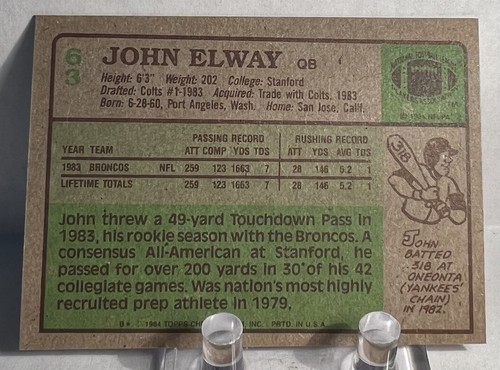 63
JOHN ELWAY QB
Height: 6'3" Weight: 202 College: Stanford
Drafted: Colts #1-1983 Acquired: Trade with Colts, 1983
Born: 6-28-60, Port Angeles, Wash. Home: San Jose, Calif.
PASSING RECORD RUSHING RECORD
YEAR TEAM ATT COMP YDS TDS ATT YDS AVG TDS
1983 BRONCOS NFL 259 123 1663 7 28 146 5.2 1
LIFETIME TOTALS 259 123 1663 7 28 146 5.2 1
John threw a 49-yard Touchdown Pass in
1983, his rookie season with the Broncos. A
consensus All-American at Stanford, he
passed for over 200 yards in 30 of his 42
collegiate games. Was nation's most highly
recruited prep athlete in 1979.
318
JOHN
BATTED
.318 AT
ONEONTA
(YANKEES'
CHAIN)
IN 1982.
1984 TOPPS INC. PRTD. IN U.S.A.